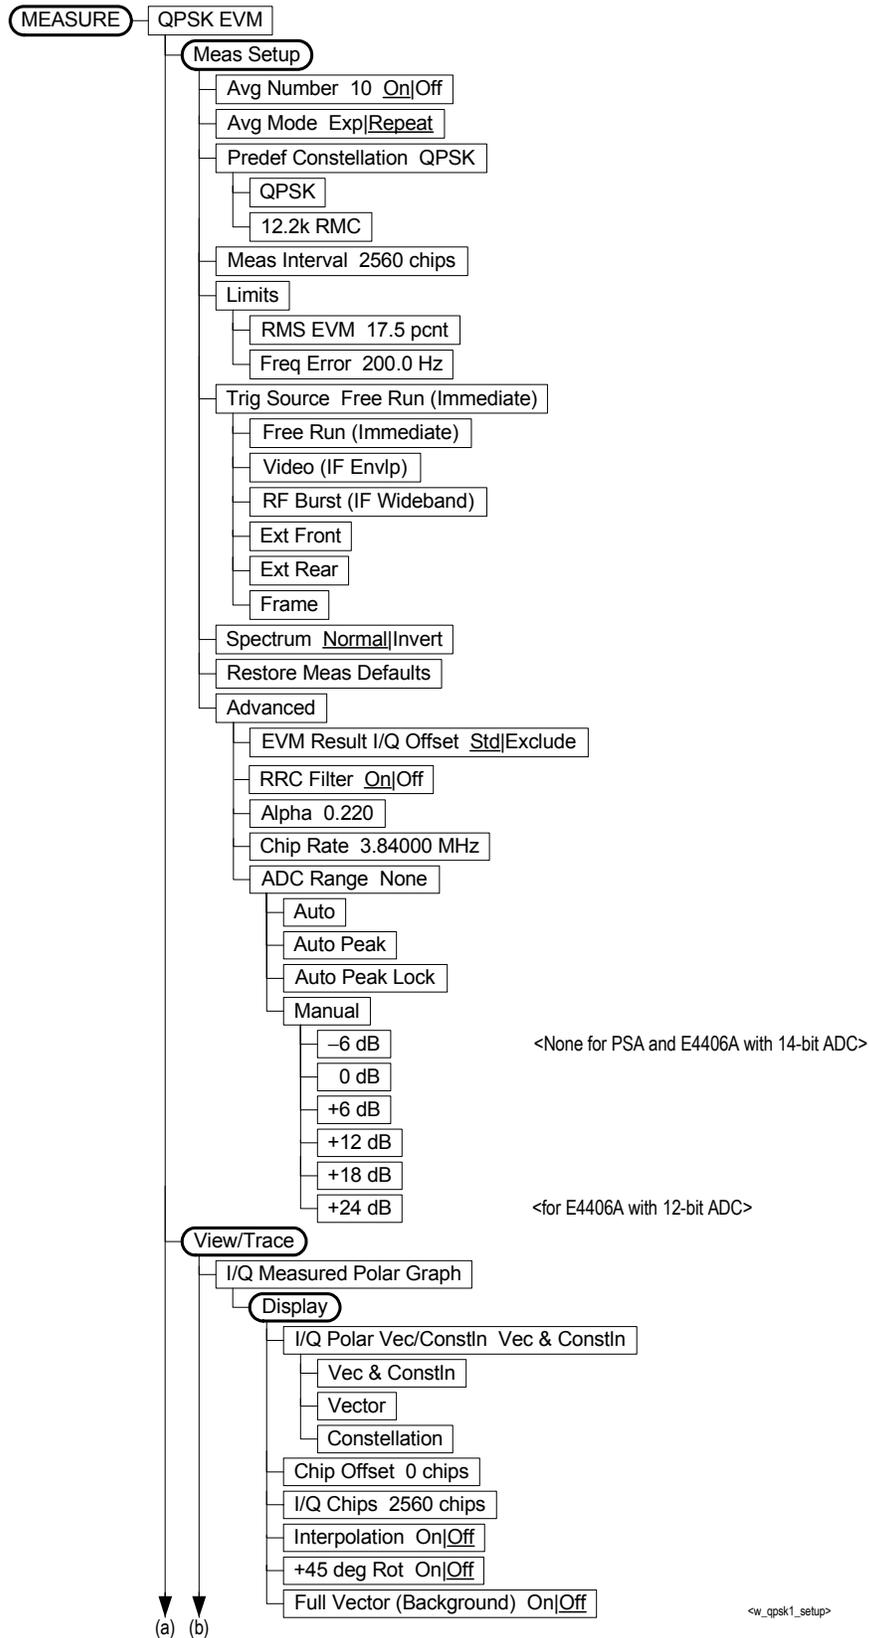 MEASURE QPSK EVM
Meas Setup
Avg Number 10 On|Off
Avg Mode Exp|Repeat
Predef Constellation QPSK
QPSK
12.2k RMC
Meas Interval 2560 chips
Limits
RMS EVM 17.5 pcnt
Freq Error 200.0 Hz
Trig Source Free Run (Immediate)
Free Run (Immediate)
Video (IF Envlp)
RF Burst (IF Wideband)
Ext Front
Ext Rear
Frame
Spectrum Normal|Invert
Restore Meas Defaults
Advanced
EVM Result I/Q Offset Std|Exclude
RRC Filter On|Off
Alpha 0.220
Chip Rate 3.84000 MHz
ADC Range None
Auto
Auto Peak
Auto Peak Lock
Manual
–6 dB <None for PSA and E4406A with 14-bit ADC>
0 dB
+6 dB
+12 dB
+18 dB
+24 dB <for E4406A with 12-bit ADC>
View/Trace
I/Q Measured Polar Graph
Display
I/Q Polar Vec/Constln Vec & Constln
Vec & Constln
Vector
Constellation
Chip Offset 0 chips
I/Q Chips 2560 chips
Interpolation On|Off
+45 deg Rot On|Off
Full Vector (Background) On|Off
<w_qpsk1_setup>
(a) (b)